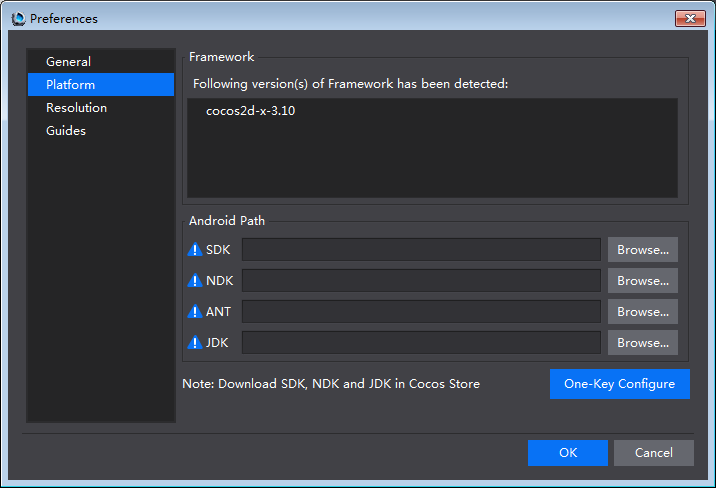 Preferences
General
Platform
Resolution
Guides
Framework
Following version(s) of Framework has been detected:
cocos2d-x-3.10
Android Path
SDK Browse...
NDK Browse...
ANT Browse...
JDK Browse...
Note: Download SDK, NDK and JDK in Cocos Store
One-Key Configure
OK Cancel